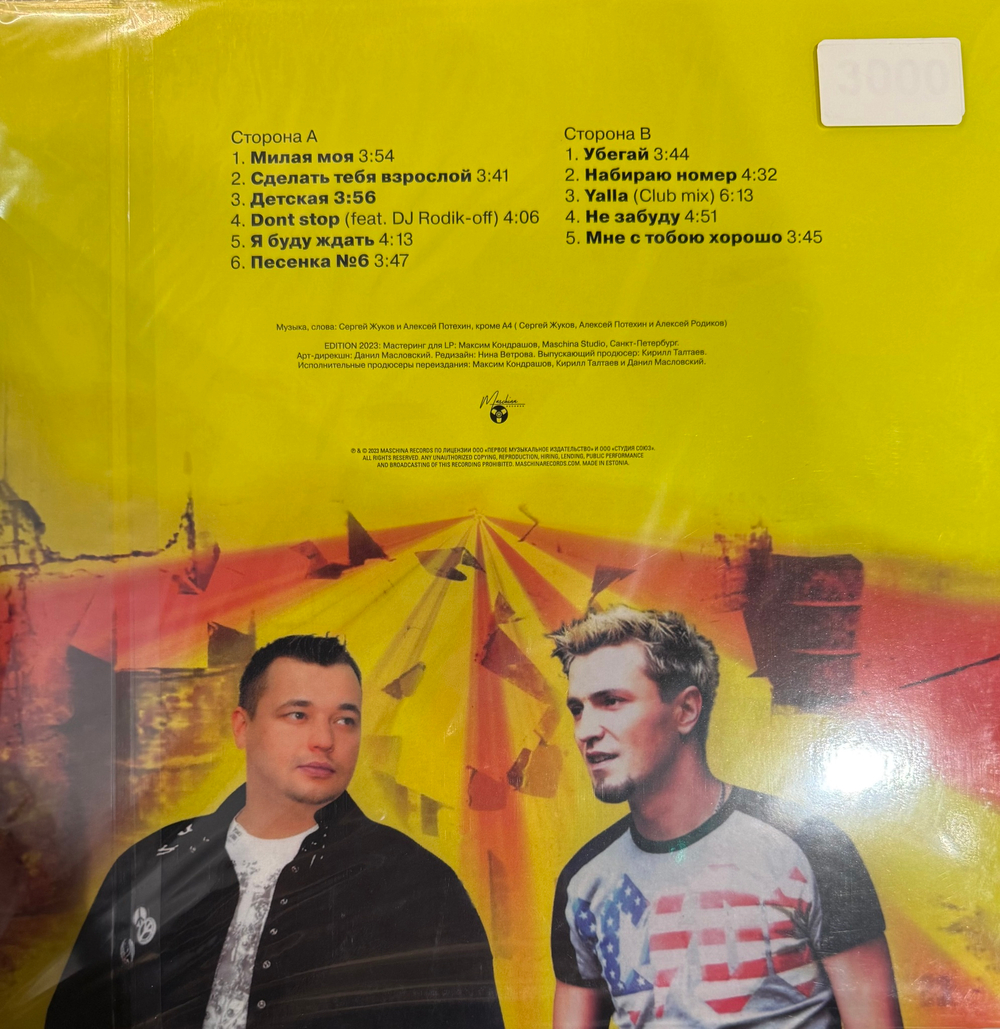 3000
Сторона А
1. Милая моя 3:54
2. Сделать тебя взрослой 3:41
3. Детская 3:56
4. Dont stop (feat. DJ Rodik-off) 4:06
5. Я буду ждать 4:13
6. Песенка №6 3:47
Сторона В
1. Убегай 3:44
2. Набираю номер 4:32
3. Yalla (Club mix) 6:13
4. Не забуду 4:51
5. Мне с тобою хорошо 3:45
Музыка, слова: Сергей Жуков и Алексей Потехин, кроме А4 ( Сергей Жуков, Алексей Потехин и Алексей Родиков)
EDITION 2023: Мастеринг для LP: Максим Кондрашов, Maschina Studio, Санкт-Петербург.
Арт-дирекшн: Данил Масловский. Редизайн: Нина Ветрова. Выпускающий продюсер: Кирилл Талтаев.
Исполнительные продюсеры переиздания: Максим Кондрашов, Кирилл Талтаев и Данил Масловский.
Maschina
RECORDS
℗ & © 2023 MASCHINA RECORDS ПО ЛИЦЕНЗИИ ООО «ПЕРВОЕ МУЗЫКАЛЬНОЕ ИЗДАТЕЛЬСТВО» И ООО «СТУДИЯ СОЮЗ».
ALL RIGHTS RESERVED. ANY UNAUTHORIZED COPYING, REPRODUCTION, HIRING, LENDING, PUBLIC PERFORMANCE
AND BROADCASTING OF THIS RECORDING PROHIBITED. MASCHINARECORDS.COM. MADE IN ESTONIA.